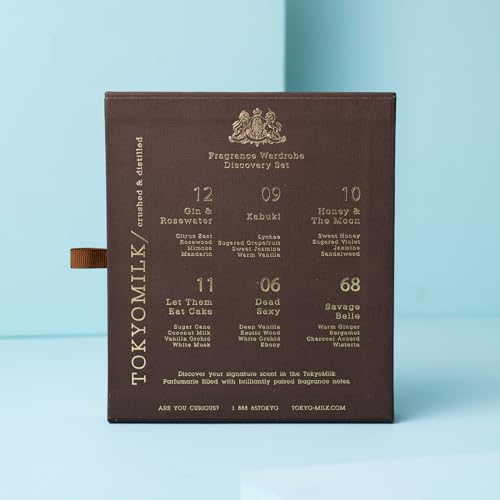 Fragrance Wardrobe
Discovery Set
TOKYOMILK/ crushed & distilled
12
Gin &
Rosewater
Citrus Zest
Rosewood
Mimosa
Mandarin
09
Kabuki
Lychee
Sugared Grapefruit
Sweet Jasmine
Warm Vanilla
10
Honey &
The Moon
Sweet Honey
Sugared Violet
Jasmine
Sandalwood
11
Let Them
Eat Cake
Sugar Cane
Coconut Milk
Vanilla Orchid
White Musk
06
Dead
Sexy
Deep Vanilla
Exotic Wood
White Orchid
Ebony
68
Savage
Belle
Warm Ginger
Bergamot
Charcoal Accord
Wisteria
Discover your signature scent in the TokyoMilk
Parfumarie filled with brilliantly paired fragrance notes.
ARE YOU CURIOUS? 1 888 65TOKYO TOKYO-MILK.COM